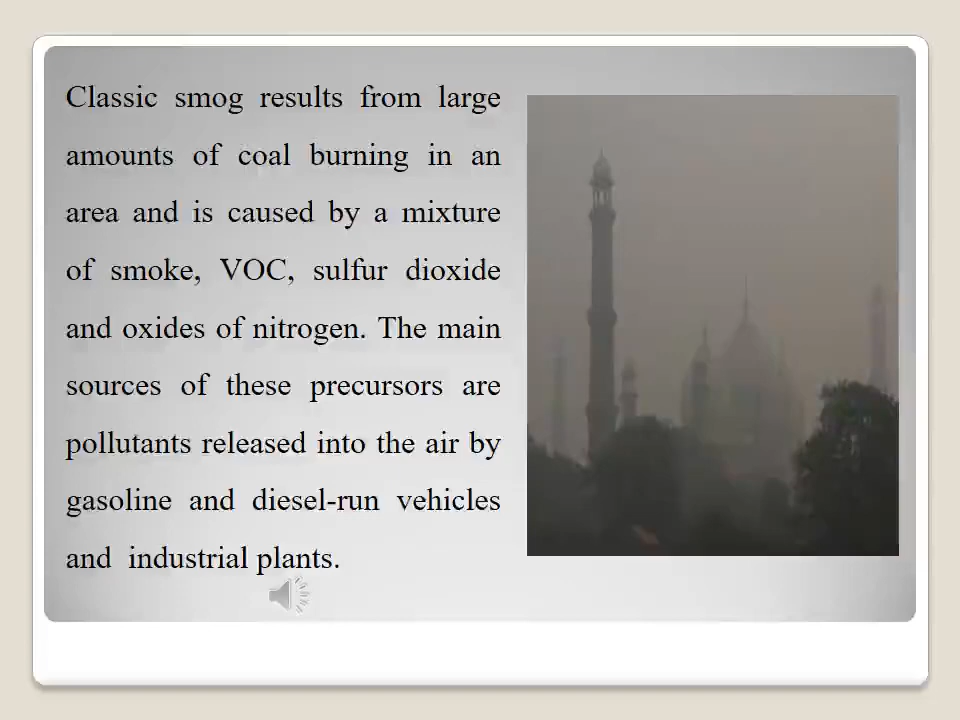 Classic smog results from large
amounts of coal burning in an
area and is caused by a mixture
of smoke, VOC, sulfur dioxide
and oxides of nitrogen. The main
sources of these precursors are
pollutants released into the air by
gasoline and diesel-run vehicles
and industrial plants.